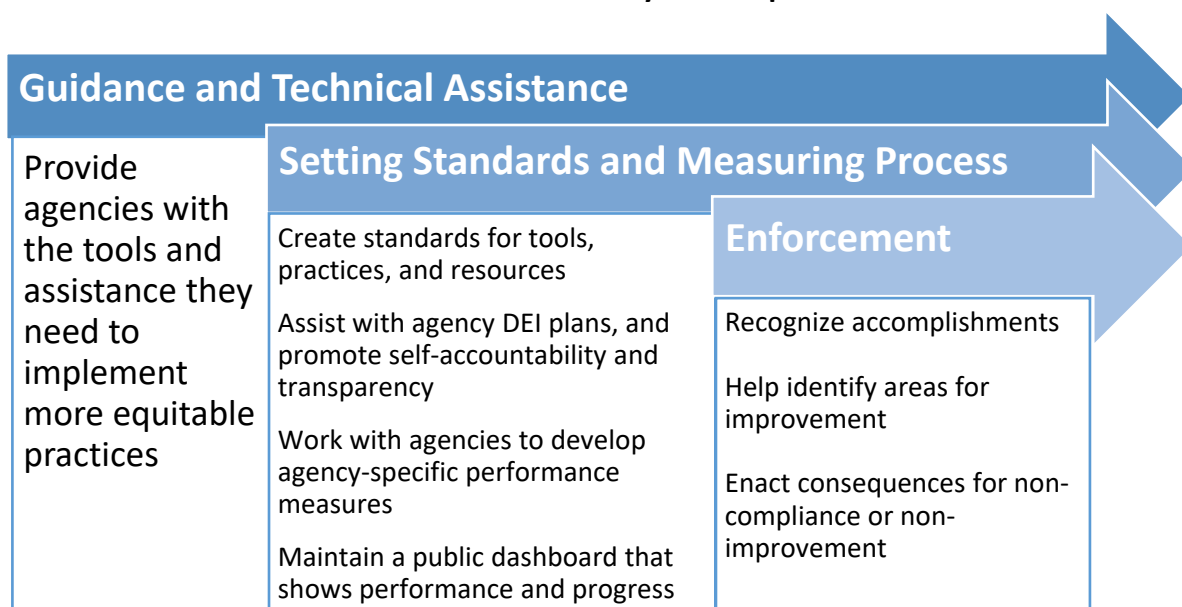 Guidance and Technical Assistance
Provide
agencies with
the tools and
assistance they
need to
implement
more equitable
practices
Setting Standards and Measuring Process
Create standards for tools,
practices, and resources
Assist with agency DEI plans, and
promote self-accountability and
transparency
Work with agencies to develop
agency-specific performance
measures
Maintain a public dashboard that
shows performance and progress
Enforcement
Recognize accomplishments
Help identify areas for
improvement
Enact consequences for non-
compliance or non-
improvement